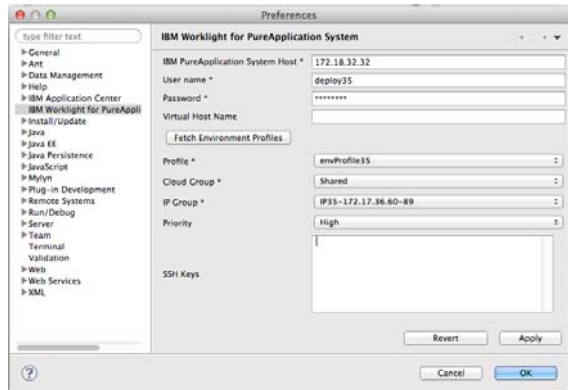 Preferences
type filter text
General
Ant
Data Management
Help
IBM Application Center
IBM Worklight for PureAppli
Install/Update
Java
Java EE
Java Persistence
JavaScript
Mylyn
Plug-in Development
Remote Systems
Run/Debug
Server
Team
Terminal
Validation
Web
Web Services
XML
IBM Worklight for PureApplication System
IBM PureApplication System Host * 172.18.32.32
User name * deploy35
Password * ********
Virtual Host Name
Fetch Environment Profiles
Profile * envProfile35
Cloud Group * Shared
IP Group * IP35-172.17.36.60-89
Priority High
SSH Keys
Revert Apply
? Cancel OK